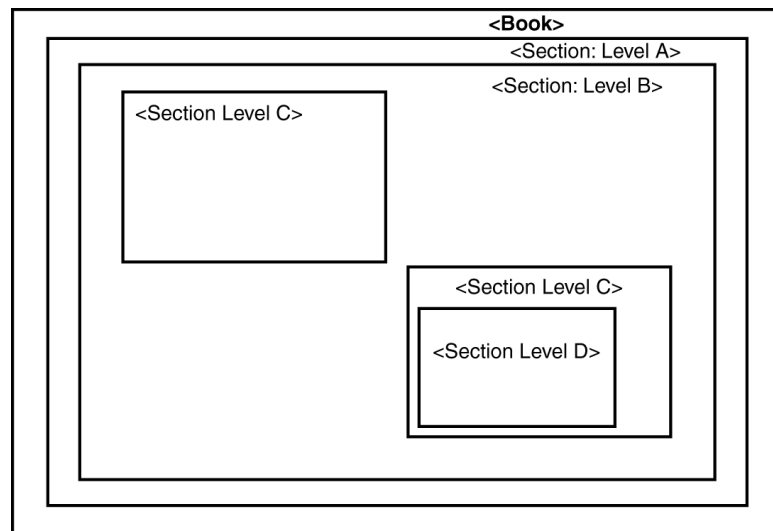 <Book>
<Section: Level A>
<Section: Level B>
<Section Level C>
<Section Level C>
<Section Level D>